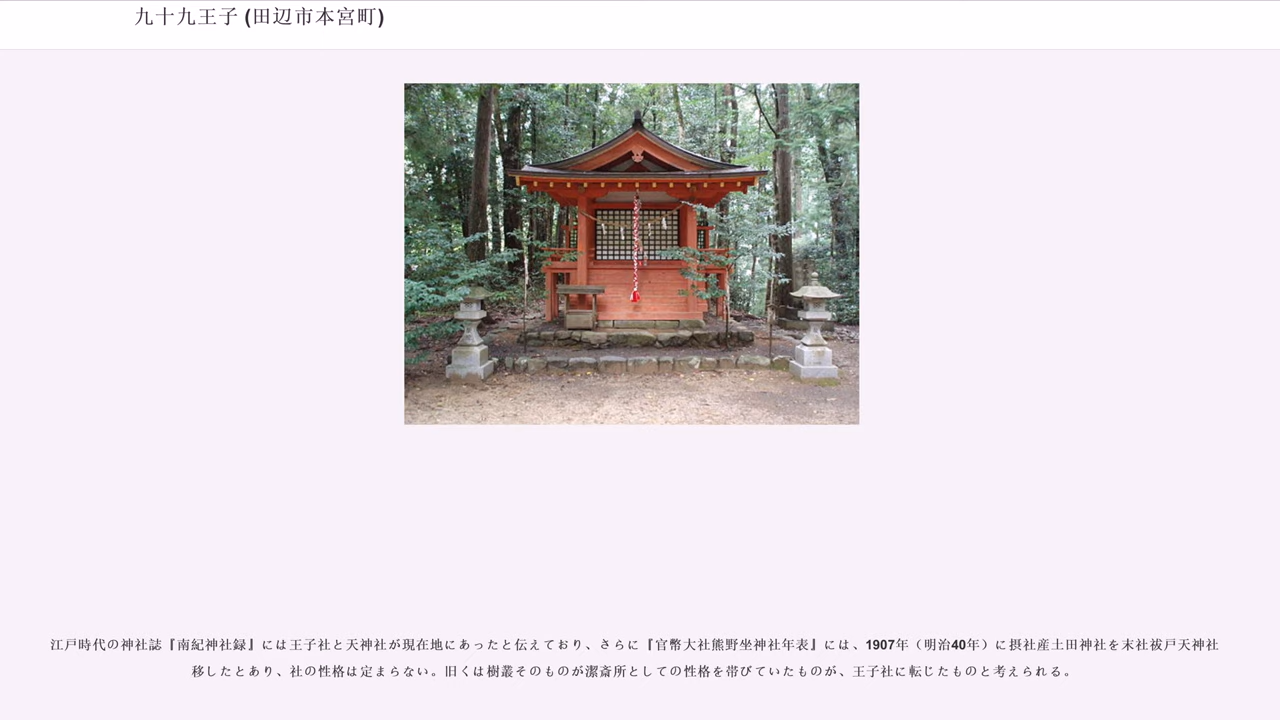 九十九王子 (田辺市本宮町)
江戸時代の神社誌『南紀神社録』には王子社と天神社が現在地にあったと伝えており、さらに『官幣大社熊野坐神社年表』には、1907年（明治40年）に摂社産土田神社を末社祓戸天神社
移したとあり、社の性格は定まらない。旧くは樹叢そのものが潔斎所としての性格を帯びていたものが、王子社に転じたものと考えられる。